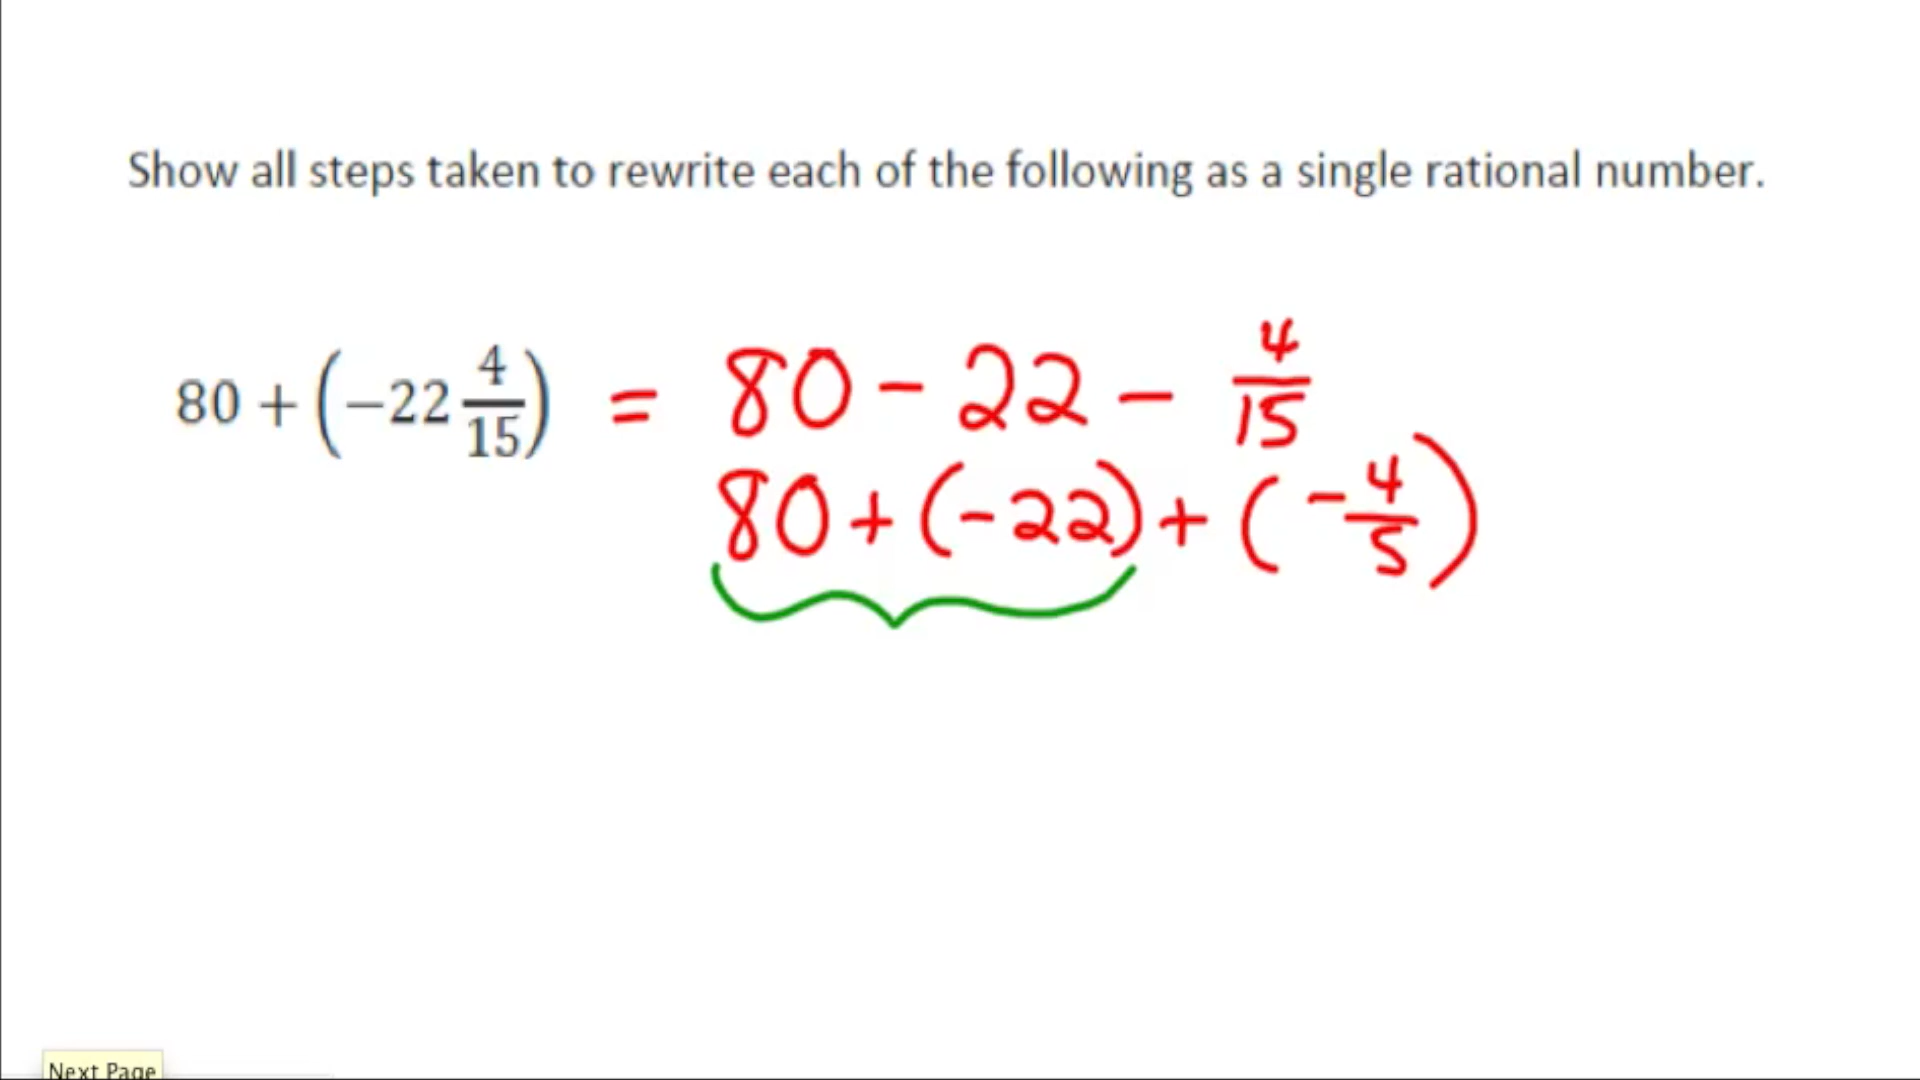 Show all steps taken to rewrite each of the following as a single rational number.
80 + (−22 4/15) = 80 − 22 − 4/15
80 + (−22) + (−4/5)
Next Page